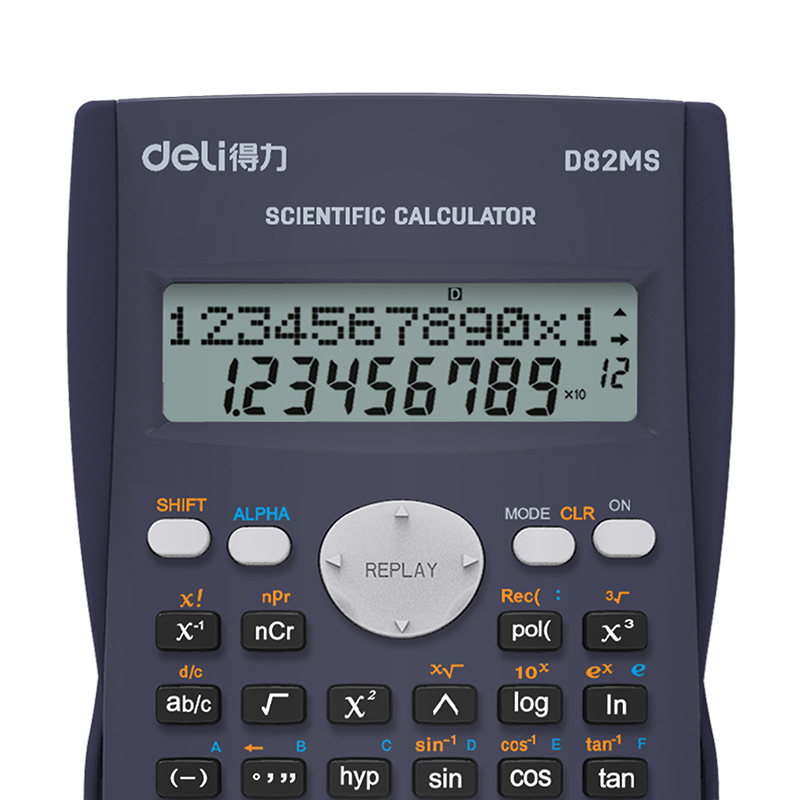 deli得力 D82MS
SCIENTIFIC CALCULATOR
D
1234567890x1
1.23456789 ×10 12
SHIFT ALPHA REPLAY MODE CLR ON
x! nPr Rec( : ³√
x⁻¹ nCr pol( x³
d/c ˣ√ 10ˣ eˣ e
ab/c √ x² ^ log ln
A ← B C sin⁻¹ D cos⁻¹ E tan⁻¹ F
(−) °,,, hyp sin cos tan